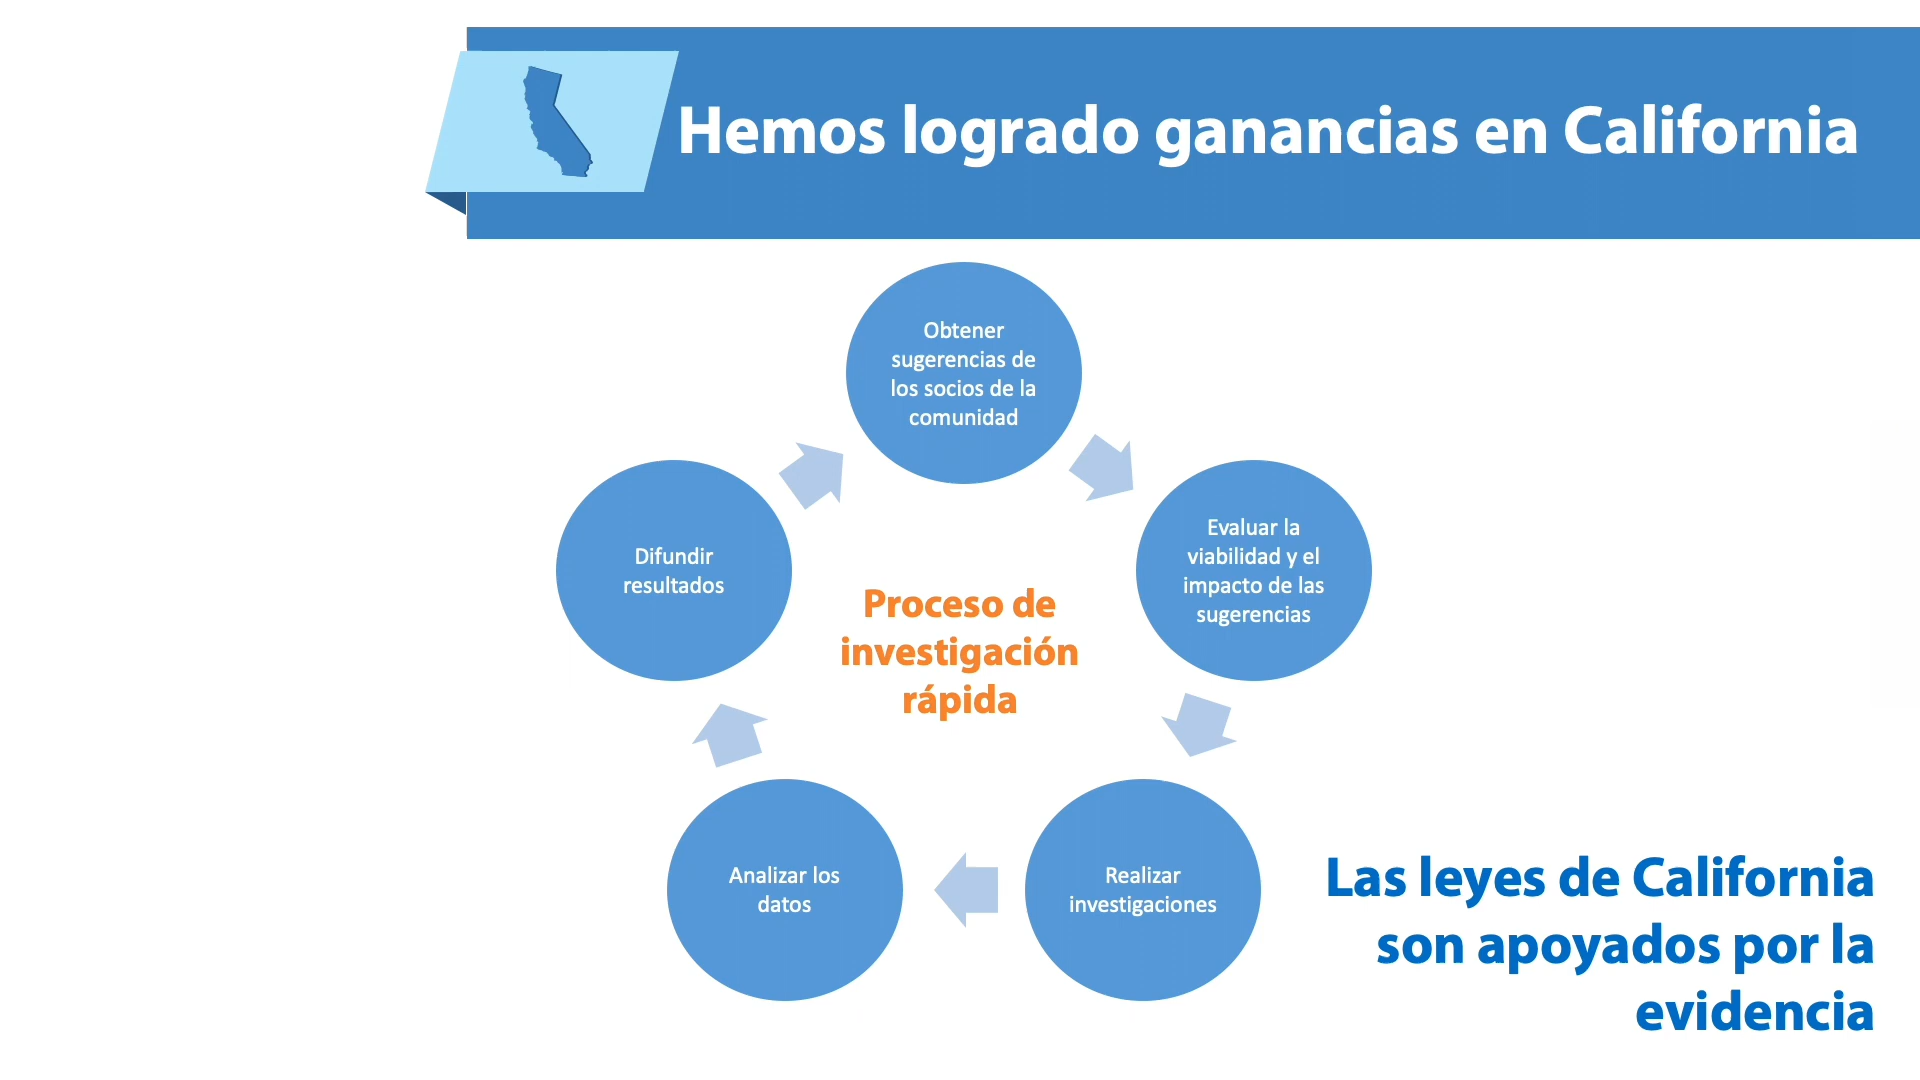 Hemos logrado ganancias en California
Obtener
sugerencias de
los socios de la
comunidad
Evaluar la
viabilidad y el
impacto de las
sugerencias
Realizar
investigaciones
Analizar los
datos
Difundir
resultados
Proceso de
investigación
rápida
Las leyes de California
son apoyados por la
evidencia